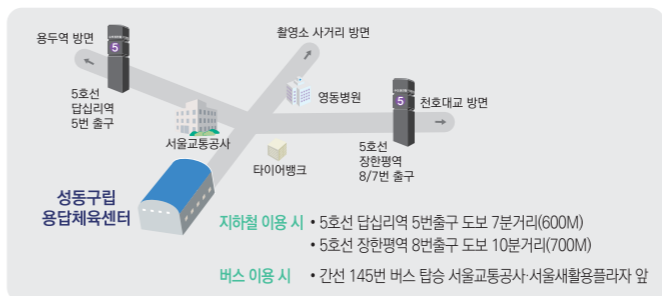 용두역 방면
촬영소 사거리 방면
5
5호선
답십리역
5번 출구
영동병원
5
천호대교 방면
서울교통공사
타이어뱅크
5호선
장한평역
8/7번 출구
성동구립
용답체육센터
지하철 이용 시 • 5호선 답십리역 5번출구 도보 7분거리(600M)
• 5호선 장한평역 8번출구 도보 10분거리(700M)
버스 이용 시 • 간선 145번 버스 탑승 서울교통공사·서울새활용플라자 앞